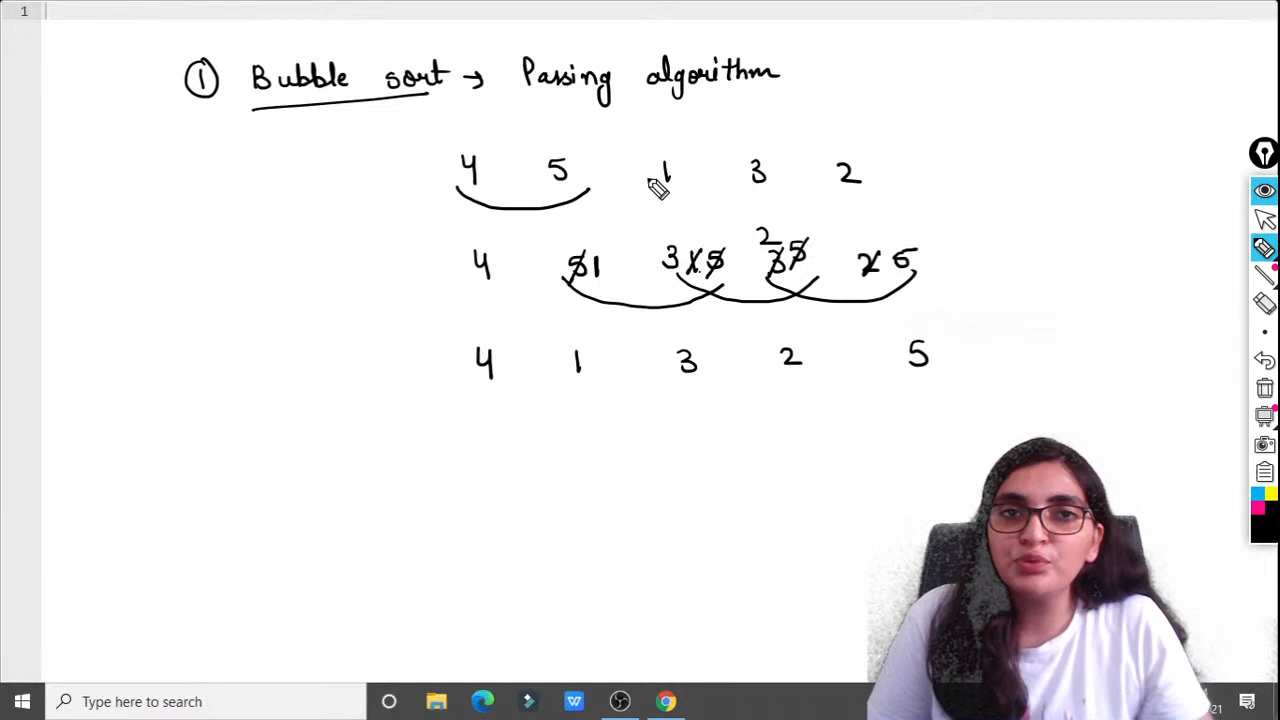 1
① Bubble sort → Passing algorithm
4 5 1 3 2
4 5 1 3 1 5 2 3 5 2 5
4 1 3 2 5
Type here to search
21